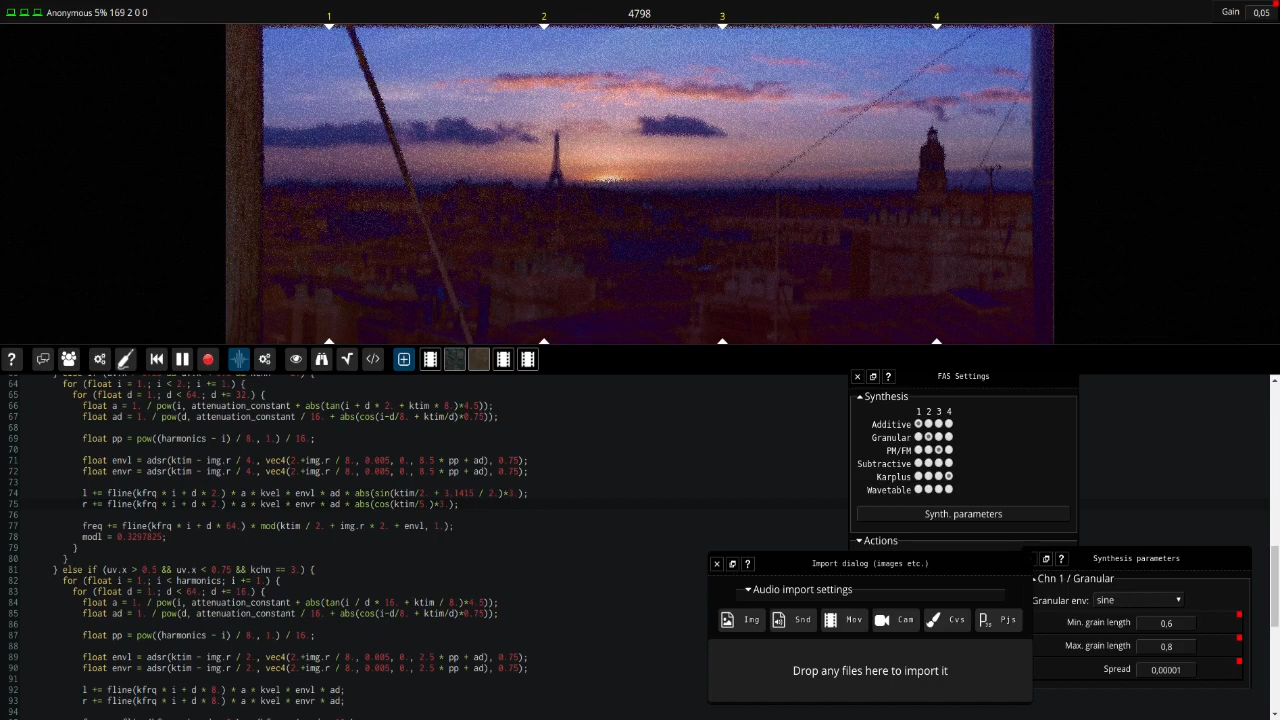 Anonymous 5% 169 2 0 0
1
2
4798
3
4
Gain 0,05
64 for (float i = 1.; i < 2.; i += 1.) {
65 for (float d = 1.; d < 64.; d += 32.) {
66 float a = 1. / pow(i, attenuation_constant + abs(tan(i + d * 2. + ktim * 8.)*4.5));
67 float ad = 1. / pow(d, attenuation_constant / 16. + abs(cos(i-d/8. + ktim/d)*0.75));
68
69 float pp = pow((harmonics - i) / 8., 1.) / 16.;
70
71 float envl = adsr(ktim - img.r / 4., vec4(2.+img.r / 8., 0.005, 0., 8.5 * pp + ad), 0.75);
72 float envr = adsr(ktim - img.r / 4., vec4(2.+img.r / 8., 0.005, 0., 8.5 * pp + ad), 0.75);
73
74 l += fline(kfrq * i + d * 2.) * a * kvel * envl * ad * abs(sin(ktim/2. + 3.1415 / 2.)*3.);
75 r += fline(kfrq * i + d * 2.) * a * kvel * envr * ad * abs(cos(ktim/5.)*3.);
76
77 freq += fline(kfrq * i + d * 64.) * mod(ktim / 2. + img.r * 2. + envl, 1.);
78 modl = 0.3297825;
79 }
80 }
81 } else if (uv.x > 0.5 && uv.x < 0.75 && kchn == 3.) {
82 for (float i = 1.; i < harmonics; i += 1.) {
83 for (float d = 1.; d < 64.; d += 16.) {
84 float a = 1. / pow(i, attenuation_constant + abs(tan(i / d * 16. + ktim / 8.)*4.5));
85 float ad = 1. / pow(d, attenuation_constant / 16. + abs(cos(i-d/8. + ktim/d)*0.75));
86
87 float pp = pow((harmonics - i) / 8., 1.) / 16.;
88
89 float envl = adsr(ktim - img.r / 2., vec4(2.+img.r / 8., 0.005, 0., 2.5 * pp + ad), 0.75);
90 float envr = adsr(ktim - img.r / 2., vec4(2.+img.r / 8., 0.005, 0., 2.5 * pp + ad), 0.75);
91
92 l += fline(kfrq * i + d * 8.) * a * kvel * envl * ad;
93 r += fline(kfrq * i + d * 8.) * a * kvel * envr * ad;
94
FAS Settings
Synthesis
1 2 3 4
Additive
Granular
PM/FM
Subtractive
Karplus
Wavetable
Synth. parameters
Actions
Import dialog (images etc.)
Audio import settings
Img Snd Mov Cam Cvs Pjs
Drop any files here to import it
Synthesis parameters
Chn 1 / Granular
Granular env: sine
Min. grain length 0,6
Max. grain length 0,8
Spread 0,00001